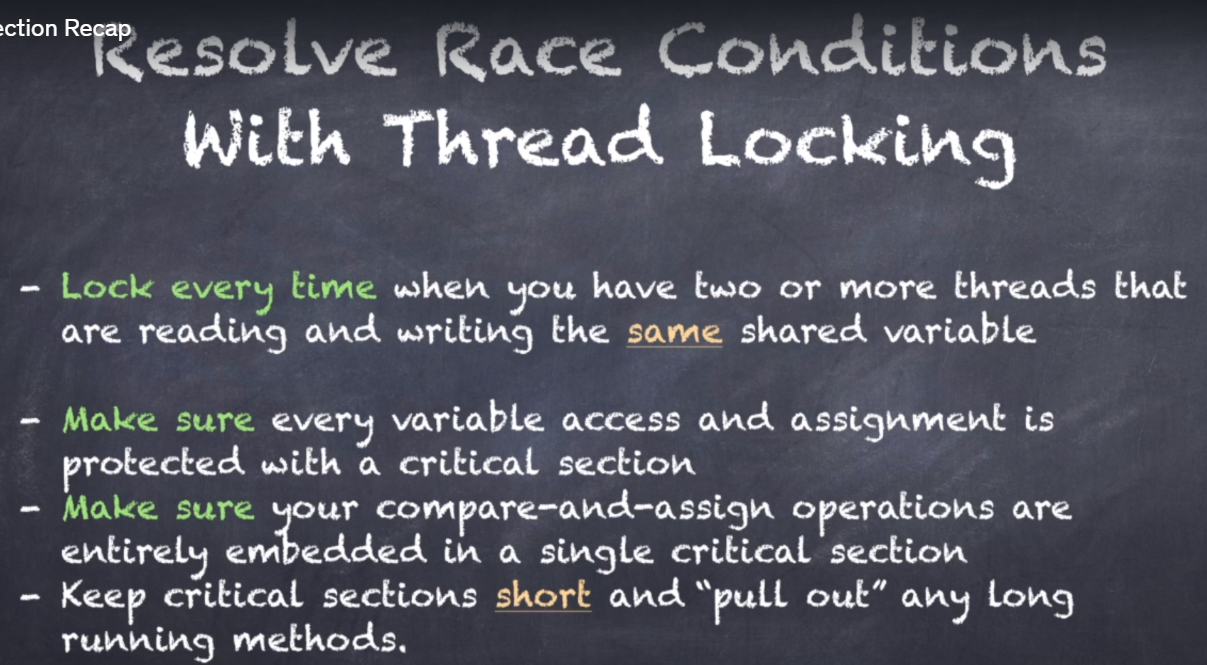 ection Recap
Resolve Race Conditions
With Thread Locking
- Lock every time when you have two or more threads that
are reading and writing the same shared variable
- Make sure every variable access and assignment is
protected with a critical section
- Make sure your compare-and-assign operations are
entirely embedded in a single critical section
- Keep critical sections short and “pull out” any long
running methods.